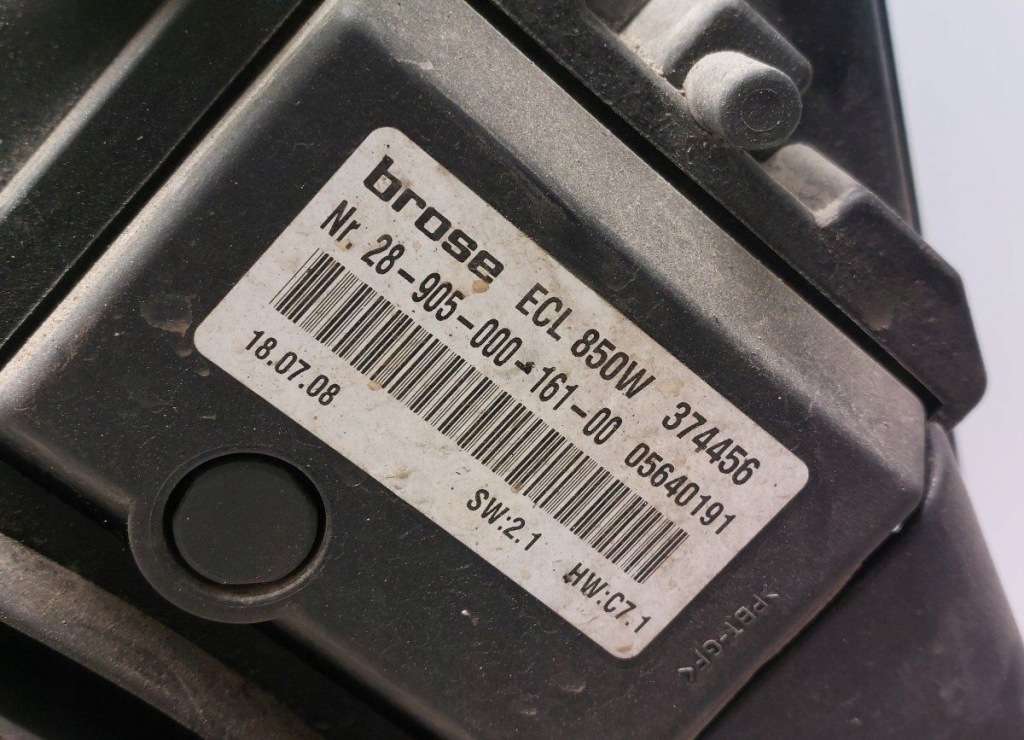 brose ECL 850W 374456
Nr. 28-905-000-161-00 05640191
18.07.08 SW:2.1 HW:C7.1
>PBT-GF<